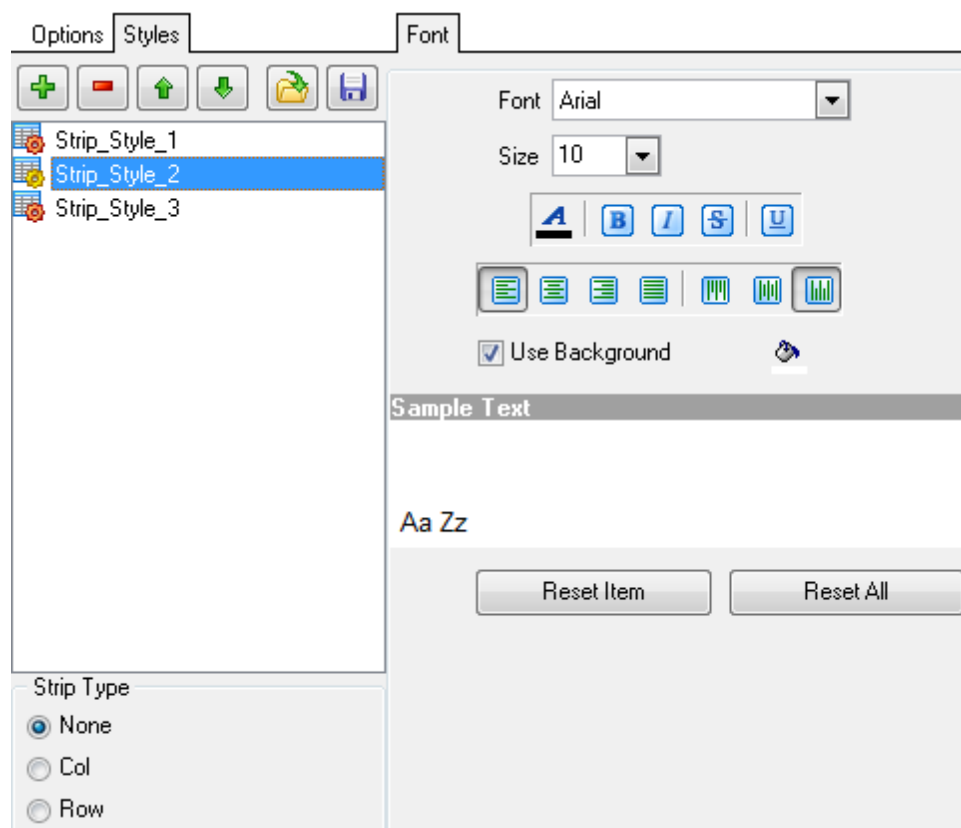 Options Styles Font
Strip_Style_1
Strip_Style_2
Strip_Style_3
Font Arial
Size 10
A B I S U
Use Background
Sample Text
Aa Zz
Reset Item Reset All
Strip Type
None
Col
Row